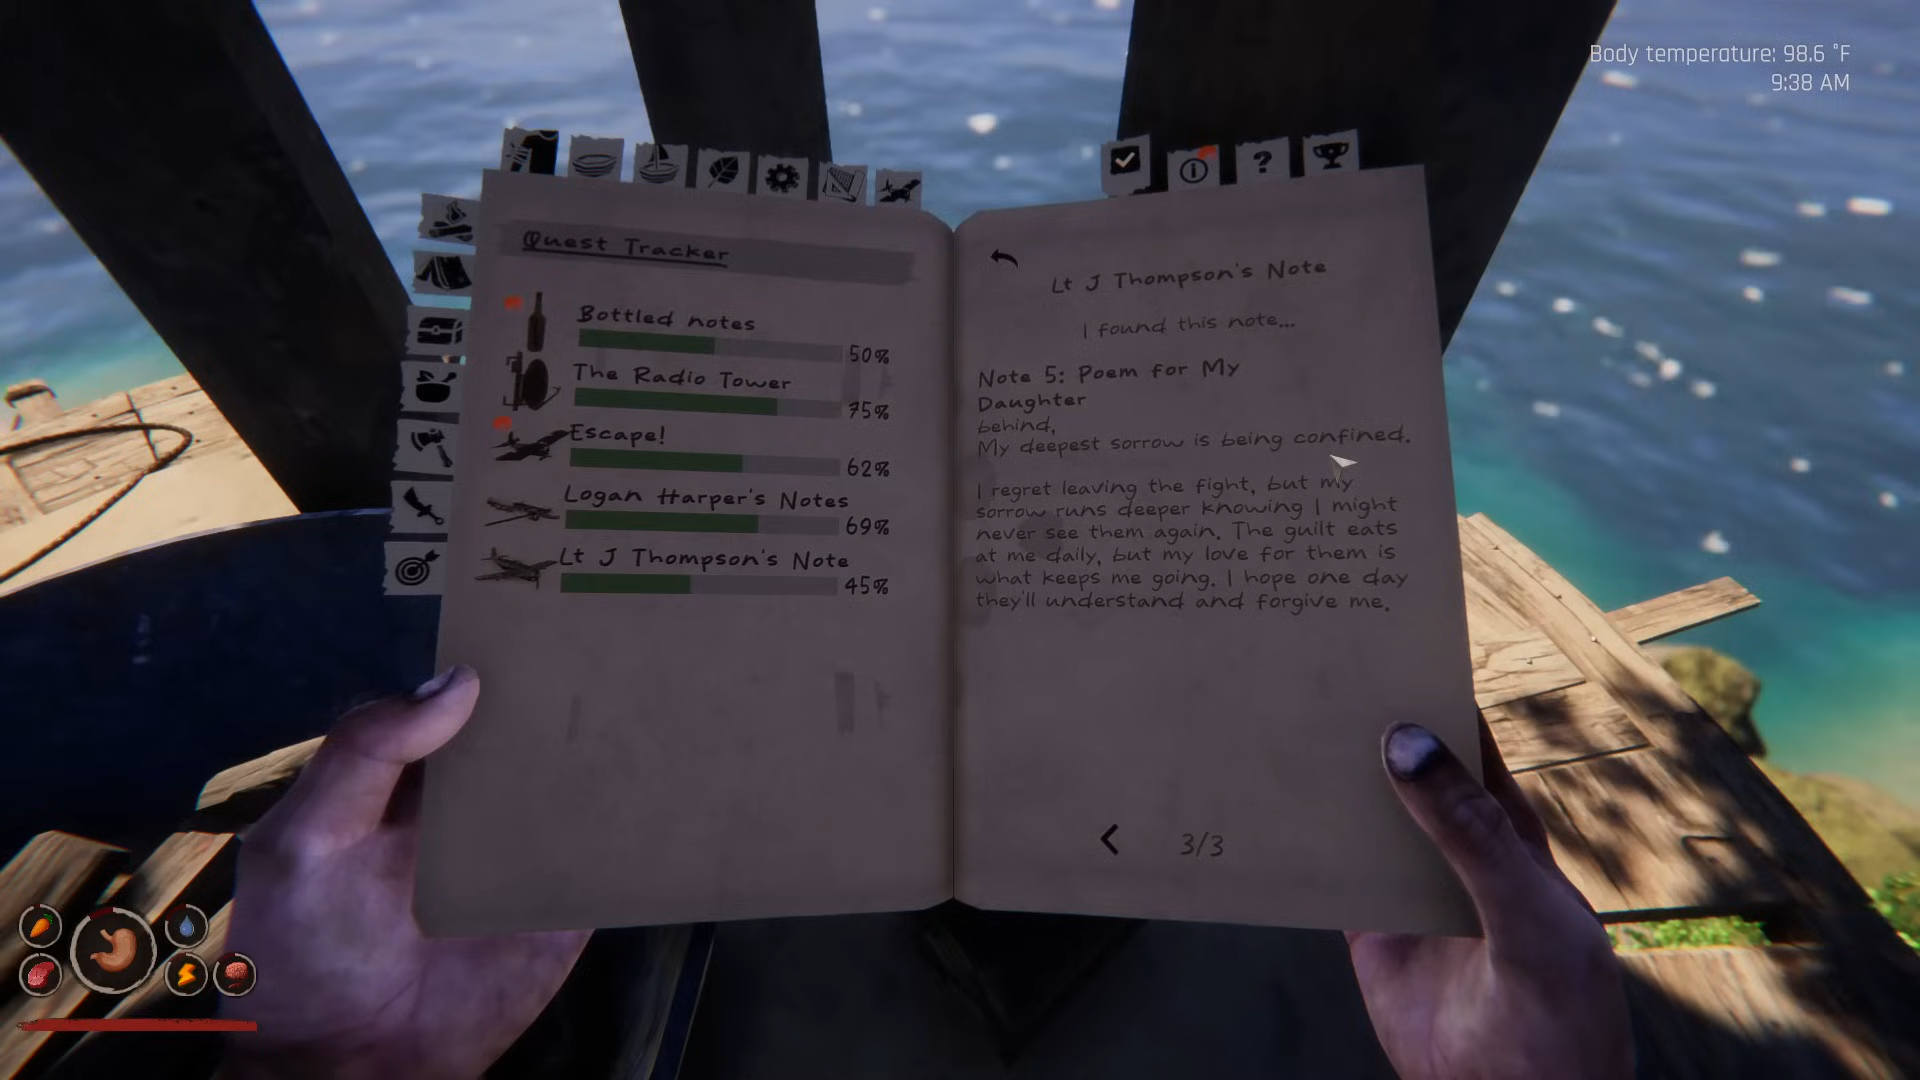 Body temperature: 98.6 °F
9:38 AM
Quest Tracker
Bottled notes
50%
The Radio Tower
75%
Escape!
62%
Logan Harper's Notes
69%
Lt J Thompson's Note
45%
Lt J Thompson's Note
I found this note...
Note 5: Poem for My
Daughter
behind,
My deepest sorrow is being confined.
I regret leaving the fight, but my
sorrow runs deeper knowing I might
never see them again. The guilt eats
at me daily, but my love for them is
what keeps me going. I hope one day
they'll understand and forgive me.
3/3